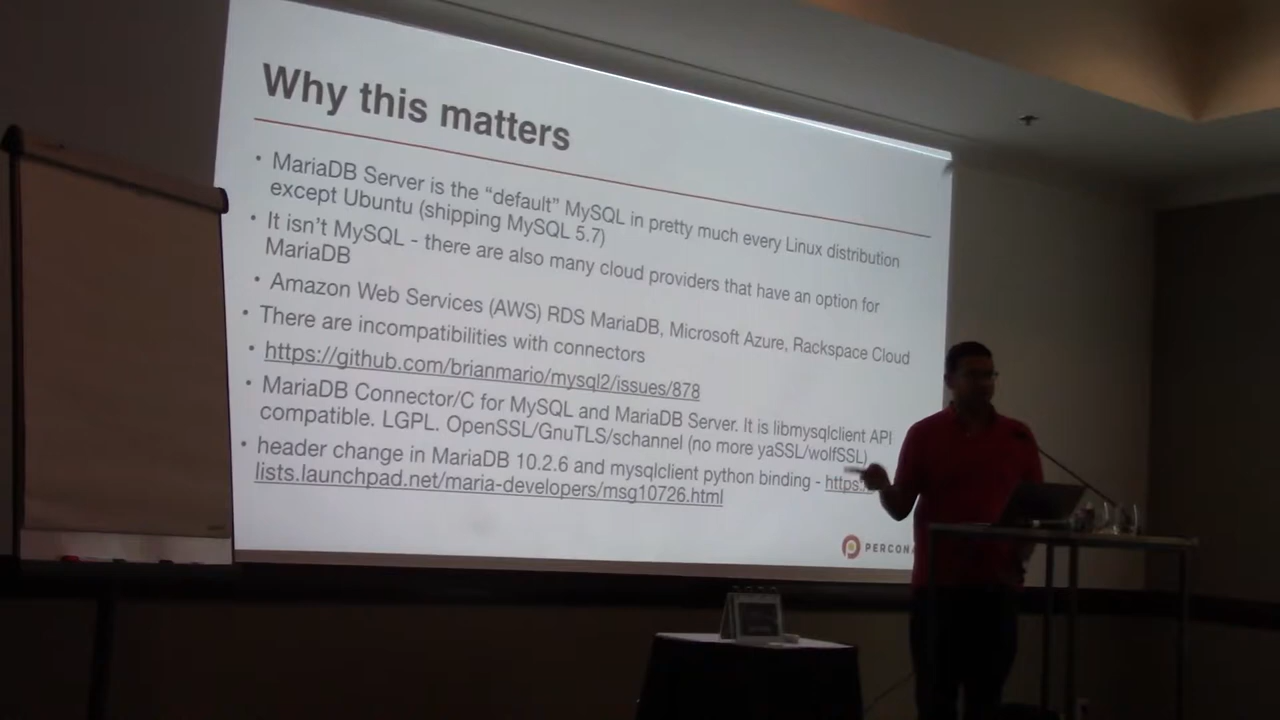 Why this matters
• MariaDB Server is the “default” MySQL in pretty much every Linux distribution
except Ubuntu (shipping MySQL 5.7)
• It isn’t MySQL - there are also many cloud providers that have an option for
MariaDB
• Amazon Web Services (AWS) RDS MariaDB, Microsoft Azure, Rackspace Cloud
• There are incompatibilities with connectors
• https://github.com/brianmario/mysql2/issues/878
• MariaDB Connector/C for MySQL and MariaDB Server. It is libmysqlclient API
compatible. LGPL. OpenSSL/GnuTLS/schannel (no more yaSSL/wolfSSL)
• header change in MariaDB 10.2.6 and mysqlclient python binding - https:
lists.launchpad.net/maria-developers/msg10726.html
PERCONA